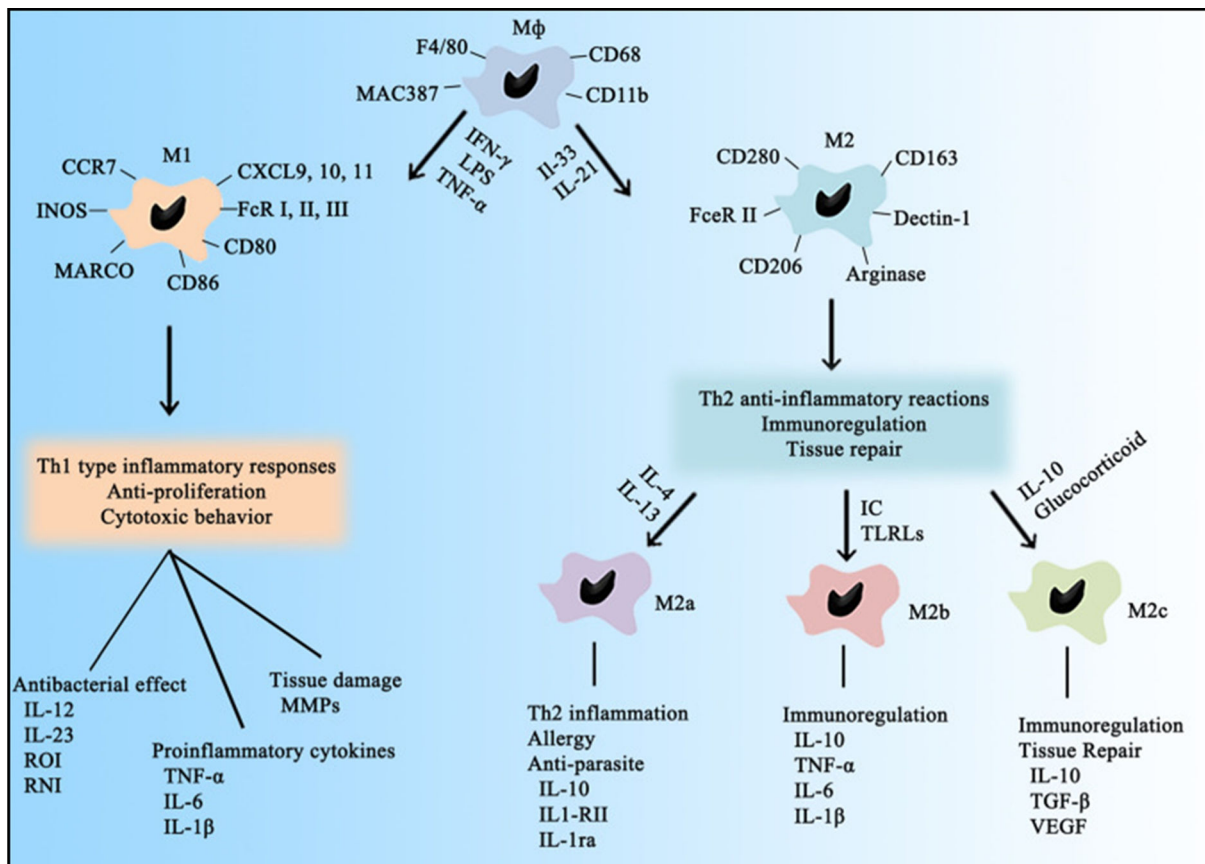 Mϕ
F4/80
CD68
MAC387
CD11b
IFN-γ
LPS
TNF-α
Il-33
IL-21
M1
CCR7
CXCL9, 10, 11
INOS
FcR I, II, III
MARCO
CD80
CD86
M2
CD280
CD163
FceR II
Dectin-1
CD206
Arginase
Th1 type inflammatory responses
Anti-proliferation
Cytotoxic behavior
Th2 anti-inflammatory reactions
Immunoregulation
Tissue repair
IL-4
IL-13
IC
TLRLs
IL-10
Glucocorticoid
M2a
M2b
M2c
Antibacterial effect
IL-12
IL-23
ROI
RNI
Proinflammatory cytokines
TNF-α
IL-6
IL-1β
Tissue damage
MMPs
Th2 inflammation
Allergy
Anti-parasite
IL-10
IL1-RII
IL-1ra
Immunoregulation
IL-10
TNF-α
IL-6
IL-1β
Immunoregulation
Tissue Repair
IL-10
TGF-β
VEGF